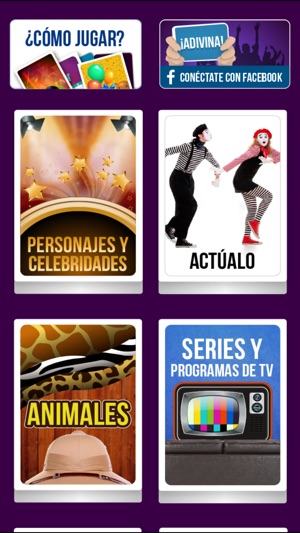 ¿CÓMO JUGAR?
¡ADIVINA!
f CONÉCTATE CON FACEBOOK
PERSONAJES Y
CELEBRIDADES
ACTÚALO
ANIMALES
SERIES Y
PROGRAMAS DE TV